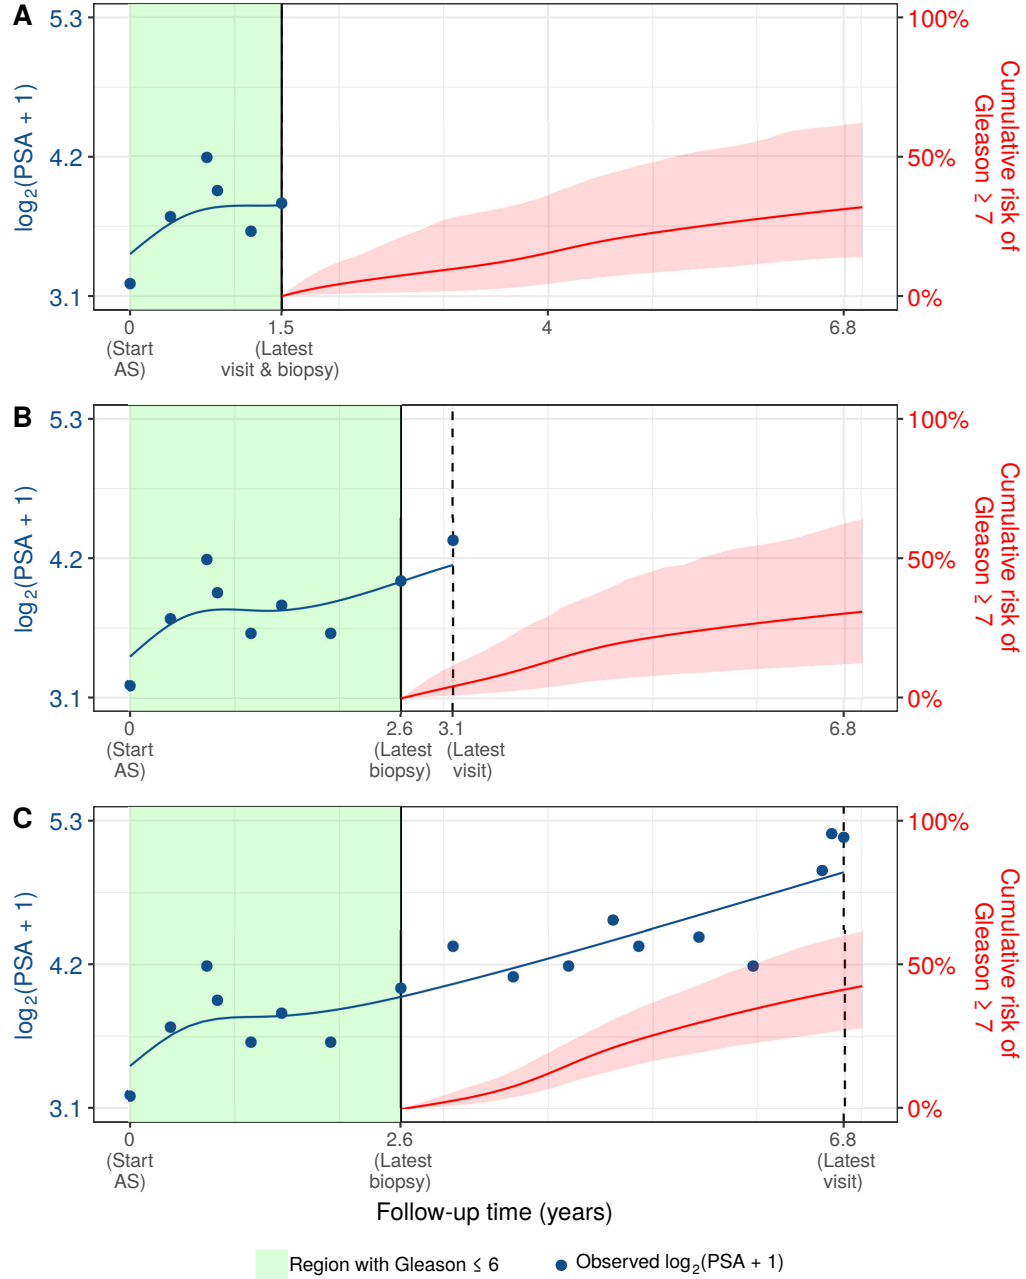 A
5.3
4.2
3.1
log₂(PSA + 1)
100%
50%
0%
Cumulative risk of
Gleason ≥ 7
0
(Start
AS)
1.5
(Latest
visit & biopsy)
4
6.8
B
5.3
4.2
3.1
log₂(PSA + 1)
100%
50%
0%
Cumulative risk of
Gleason ≥ 7
0
(Start
AS)
2.6
(Latest
biopsy)
3.1
(Latest
visit)
6.8
C
5.3
4.2
3.1
log₂(PSA + 1)
100%
50%
0%
Cumulative risk of
Gleason ≥ 7
0
(Start
AS)
2.6
(Latest
biopsy)
6.8
(Latest
visit)
Follow-up time (years)
Region with Gleason ≤ 6
Observed log₂(PSA + 1)